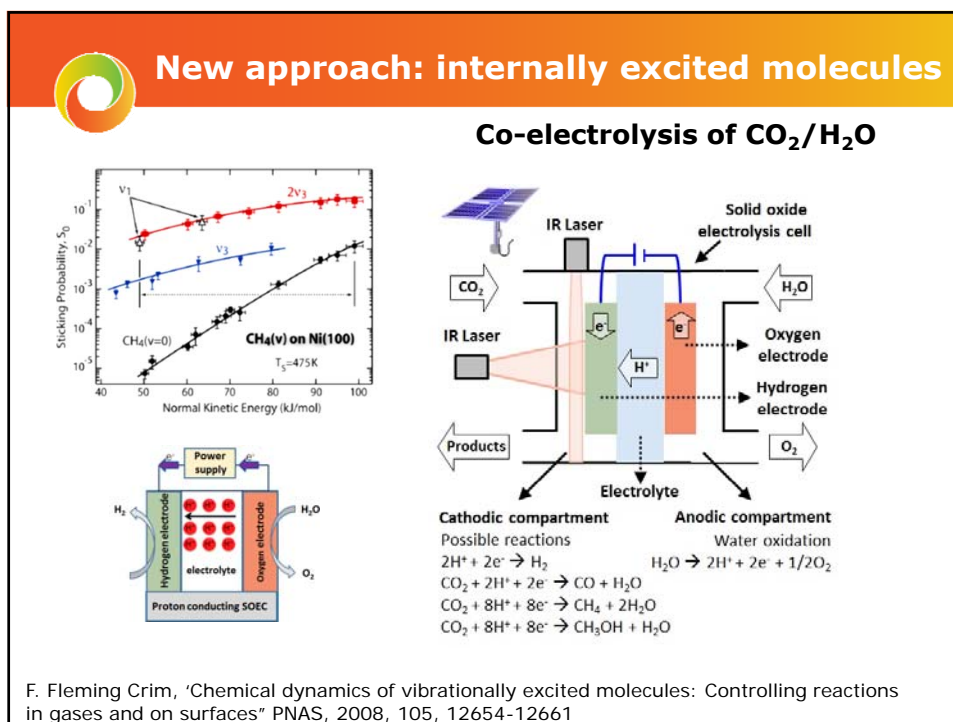 New approach: internally excited molecules
Co-electrolysis of CO₂/H₂O
Sticking Probability, S₀
10⁻¹
10⁻²
10⁻³
10⁻⁴
10⁻⁵
ν₁
2ν₃
ν₃
CH₄(ν=0)
CH₄(ν) on Ni(100)
Tₛ=475K
50
60
70
80
90
100
Normal Kinetic Energy (kJ/mol)
IR Laser
Solid oxide
electrolysis cell
CO₂
H₂O
e⁻
e⁻
IR Laser
H⁺
Oxygen
electrode
Hydrogen
electrode
Products
O₂
Electrolyte
e⁻
Power
supply
e⁻
H₂
Hydrogen electrode
H⁺ H⁺ H⁺
H⁺ H⁺ H⁺
H⁺ H⁺ H⁺
electrolyte
Oxygen electrode
H₂O
O₂
Proton conducting SOEC
Cathodic compartment
Possible reactions
2H⁺ + 2e⁻ → H₂
CO₂ + 2H⁺ + 2e⁻ → CO + H₂O
CO₂ + 8H⁺ + 8e⁻ → CH₄ + 2H₂O
CO₂ + 8H⁺ + 8e⁻ → CH₃OH + H₂O
Anodic compartment
Water oxidation
H₂O → 2H⁺ + 2e⁻ + 1/2O₂
F. Fleming Crim, ‘Chemical dynamics of vibrationally excited molecules: Controlling reactions
in gases and on surfaces” PNAS, 2008, 105, 12654-12661